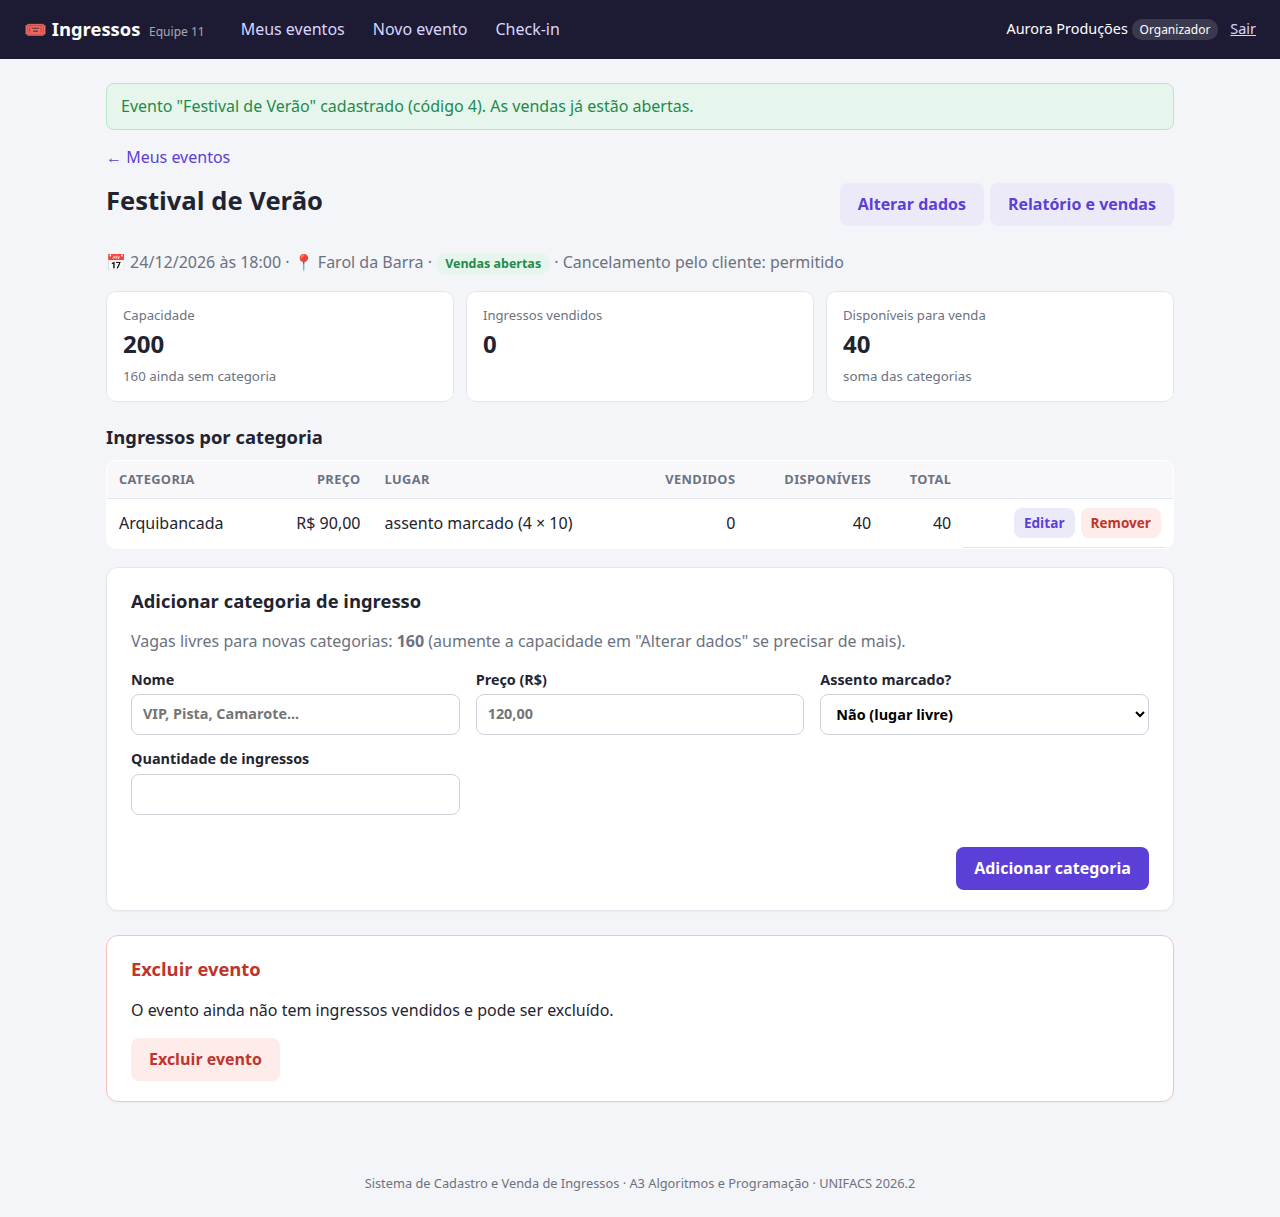 Ingressos Equipe 11 Meus eventos Novo evento Check-in Aurora Produções Organizador Sair
Evento "Festival de Verão" cadastrado (código 4). As vendas já estão abertas.
← Meus eventos
Festival de Verão Alterar dados Relatório e vendas
24/12/2026 às 18:00 · Farol da Barra · Vendas abertas · Cancelamento pelo cliente: permitido
Capacidade Ingressos vendidos Disponíveis para venda
200 0 40
160 ainda sem categoria soma das categorias
Ingressos por categoria
CATEGORIA PREÇO LUGAR VENDIDOS DISPONÍVEIS TOTAL
Arquibancada R$ 90,00 assento marcado (4 × 10) 0 40 40 Editar Remover
Adicionar categoria de ingresso
Vagas livres para novas categorias: 160 (aumente a capacidade em "Alterar dados" se precisar de mais).
Nome Preço (R$) Assento marcado?
VIP, Pista, Camarote... 120,00 Não (lugar livre)
Quantidade de ingressos
Adicionar categoria
Excluir evento
O evento ainda não tem ingressos vendidos e pode ser excluído.
Excluir evento
Sistema de Cadastro e Venda de Ingressos · A3 Algoritmos e Programação · UNIFACS 2026.2